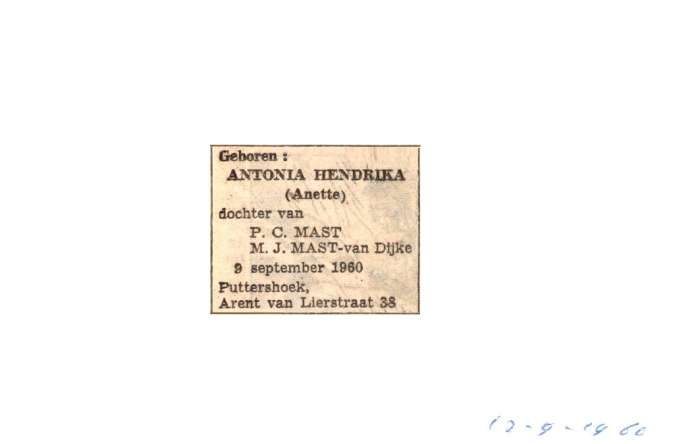 Geboren :
ANTONIA HENDRIKA
(Anette)
dochter van
P. C. MAST
M. J. MAST-van Dijke
9 september 1960
Puttershoek,
Arent van Lierstraat 38
12-9-1960